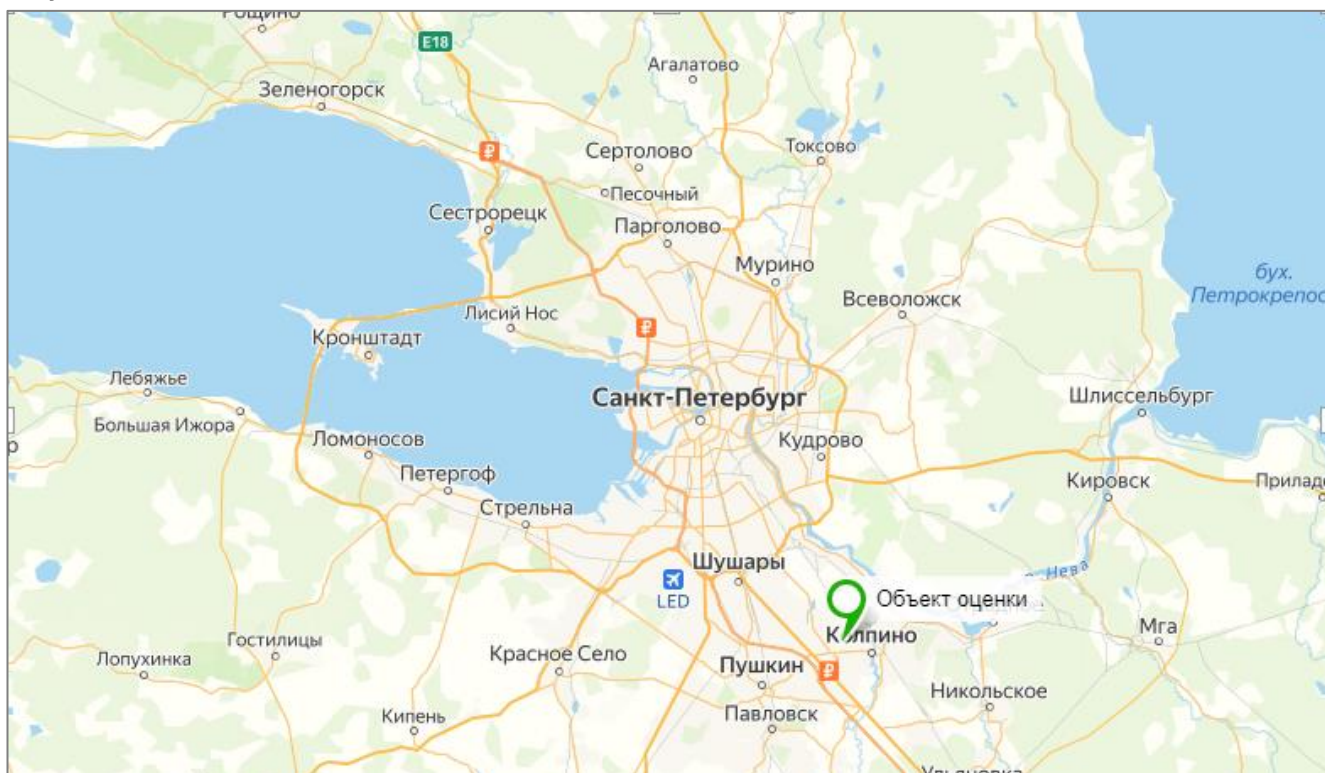 Рощино
E18
Агалатово
Зеленогорск
Токсово
Сертолово
Песочный
Сестрорецк
Парголово
Мурино
бух.
Петрокрепос
Всеволожск
Лисий Нос
Кронштадт
Лебяжье
Санкт-Петербург
Шлиссельбург
Большая Ижора
Ломоносов
Кудрово
Петергоф
Кировск
Прилад
Стрельна
Шушары
Нева
LED
Объект оценки
Колпино
Мга
Гостилицы
Лопухинка
Красное Село
Пушкин
Никольское
Кипень
Павловск
Ульяновка